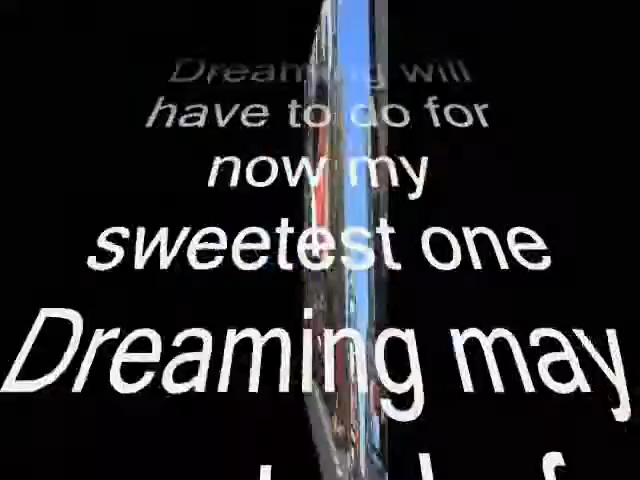 Dreaming will
have to do for
now my
sweetest one
Dreaming may